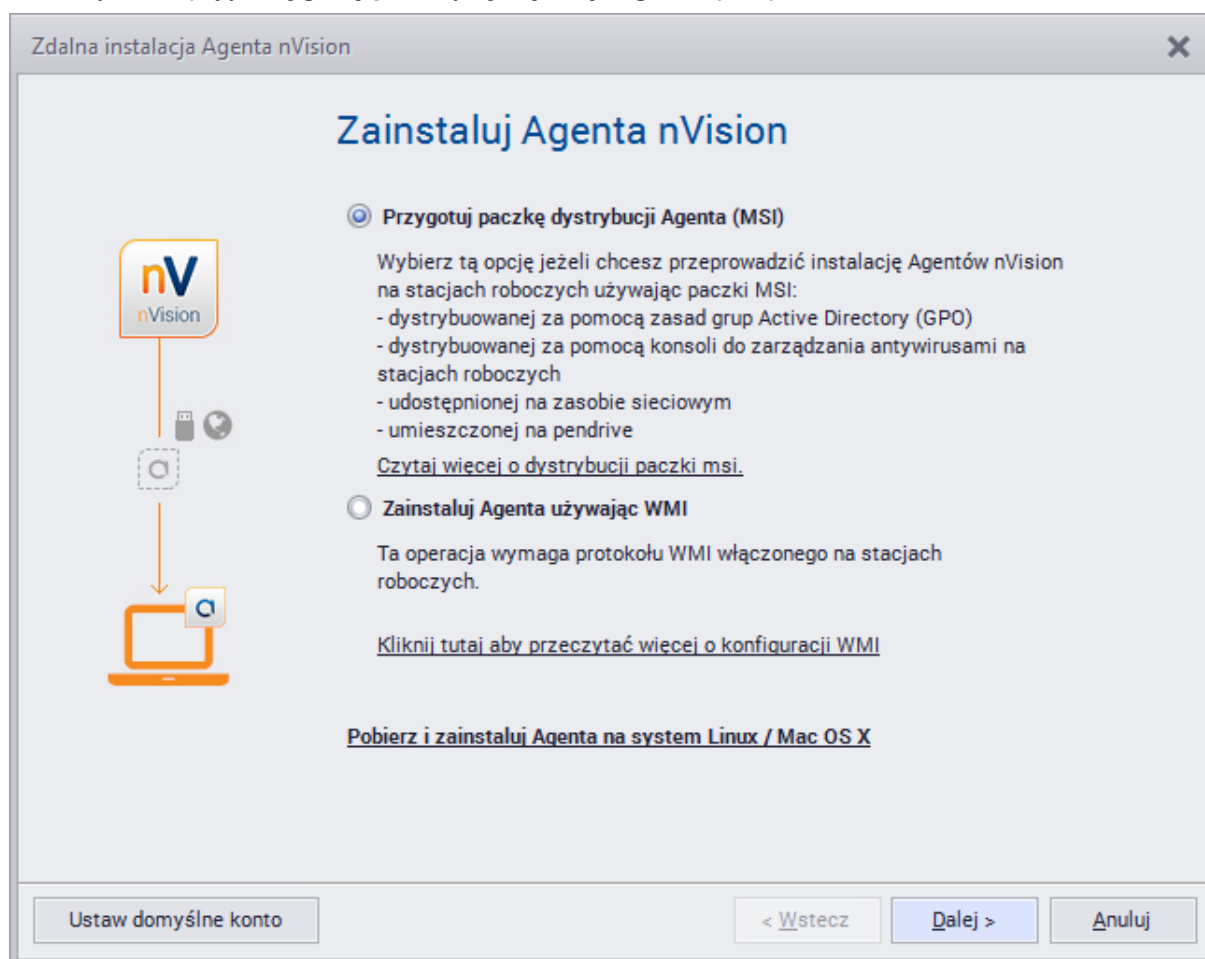 Zdalna instalacja Agenta nVision
Zainstaluj Agenta nVision
Przygotuj paczkę dystrybucji Agenta (MSI)
Wybierz tą opcję jeżeli chcesz przeprowadzić instalację Agentów nVision
na stacjach roboczych używając paczki MSI:
- dystrybuowanej za pomocą zasad grup Active Directory (GPO)
- dystrybuowanej za pomocą konsoli do zarządzania antywirusami na
stacjach roboczych
- udostępnionej na zasobie sieciowym
- umieszczonej na pendrive
Czytaj więcej o dystrybucji paczki msi.
nV
nVision
Zainstaluj Agenta używając WMI
Ta operacja wymaga protokołu WMI włączonego na stacjach
roboczych.
Kliknij tutaj aby przeczytać więcej o konfiguracji WMI
Pobierz i zainstaluj Agenta na system Linux / Mac OS X
Ustaw domyślne konto
< Wstecz
Dalej >
Anuluj